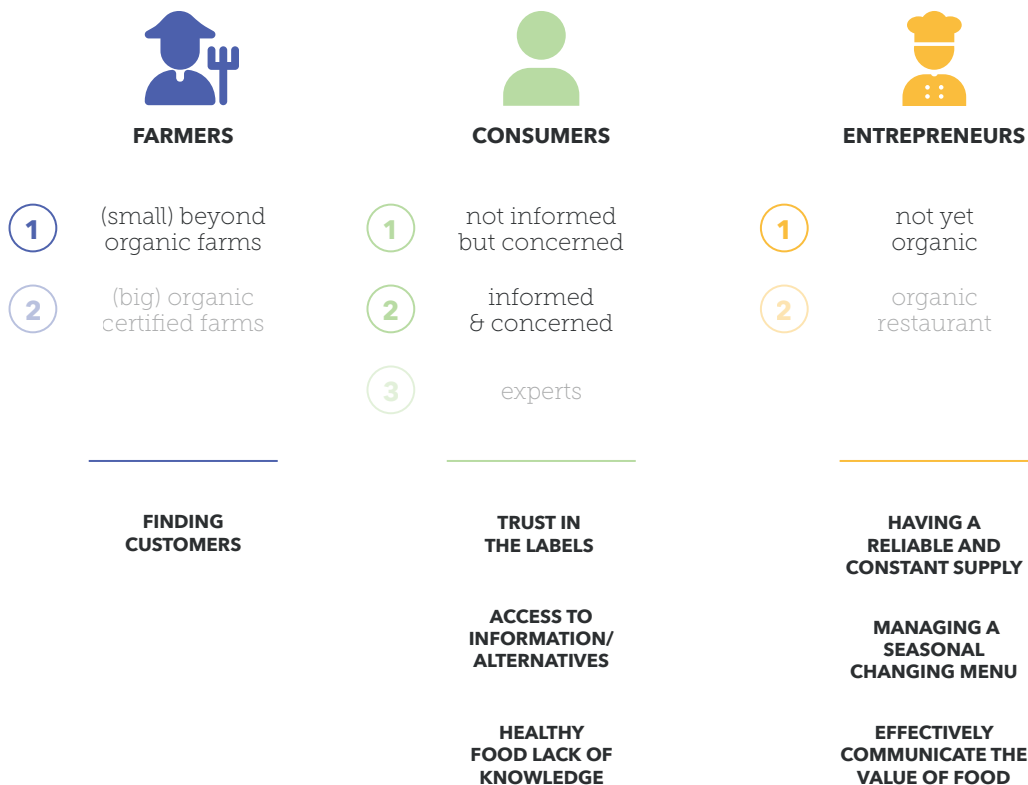 FARMERS
1
(small) beyond
organic farms
2
(big) organic
certified farms
FINDING
CUSTOMERS
CONSUMERS
1
not informed
but concerned
2
informed
& concerned
3
experts
TRUST IN
THE LABELS
ACCESS TO
INFORMATION/
ALTERNATIVES
HEALTHY
FOOD LACK OF
KNOWLEDGE
ENTREPRENEURS
1
not yet
organic
2
organic
restaurant
HAVING A
RELIABLE AND
CONSTANT SUPPLY
MANAGING A
SEASONAL
CHANGING MENU
EFFECTIVELY
COMMUNICATE THE
VALUE OF FOOD